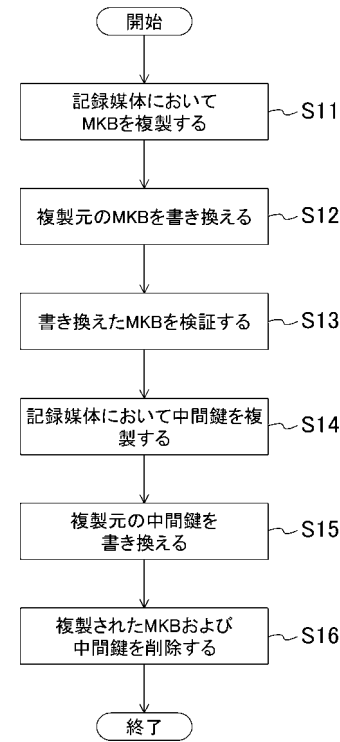 開始
記録媒体において
MKBを複製する
S11
複製元のMKBを書き換える
S12
書き換えたMKBを検証する
S13
記録媒体において中間鍵を複
製する
S14
複製元の中間鍵を
書き換える
S15
複製されたMKBおよび
中間鍵を削除する
S16
終了